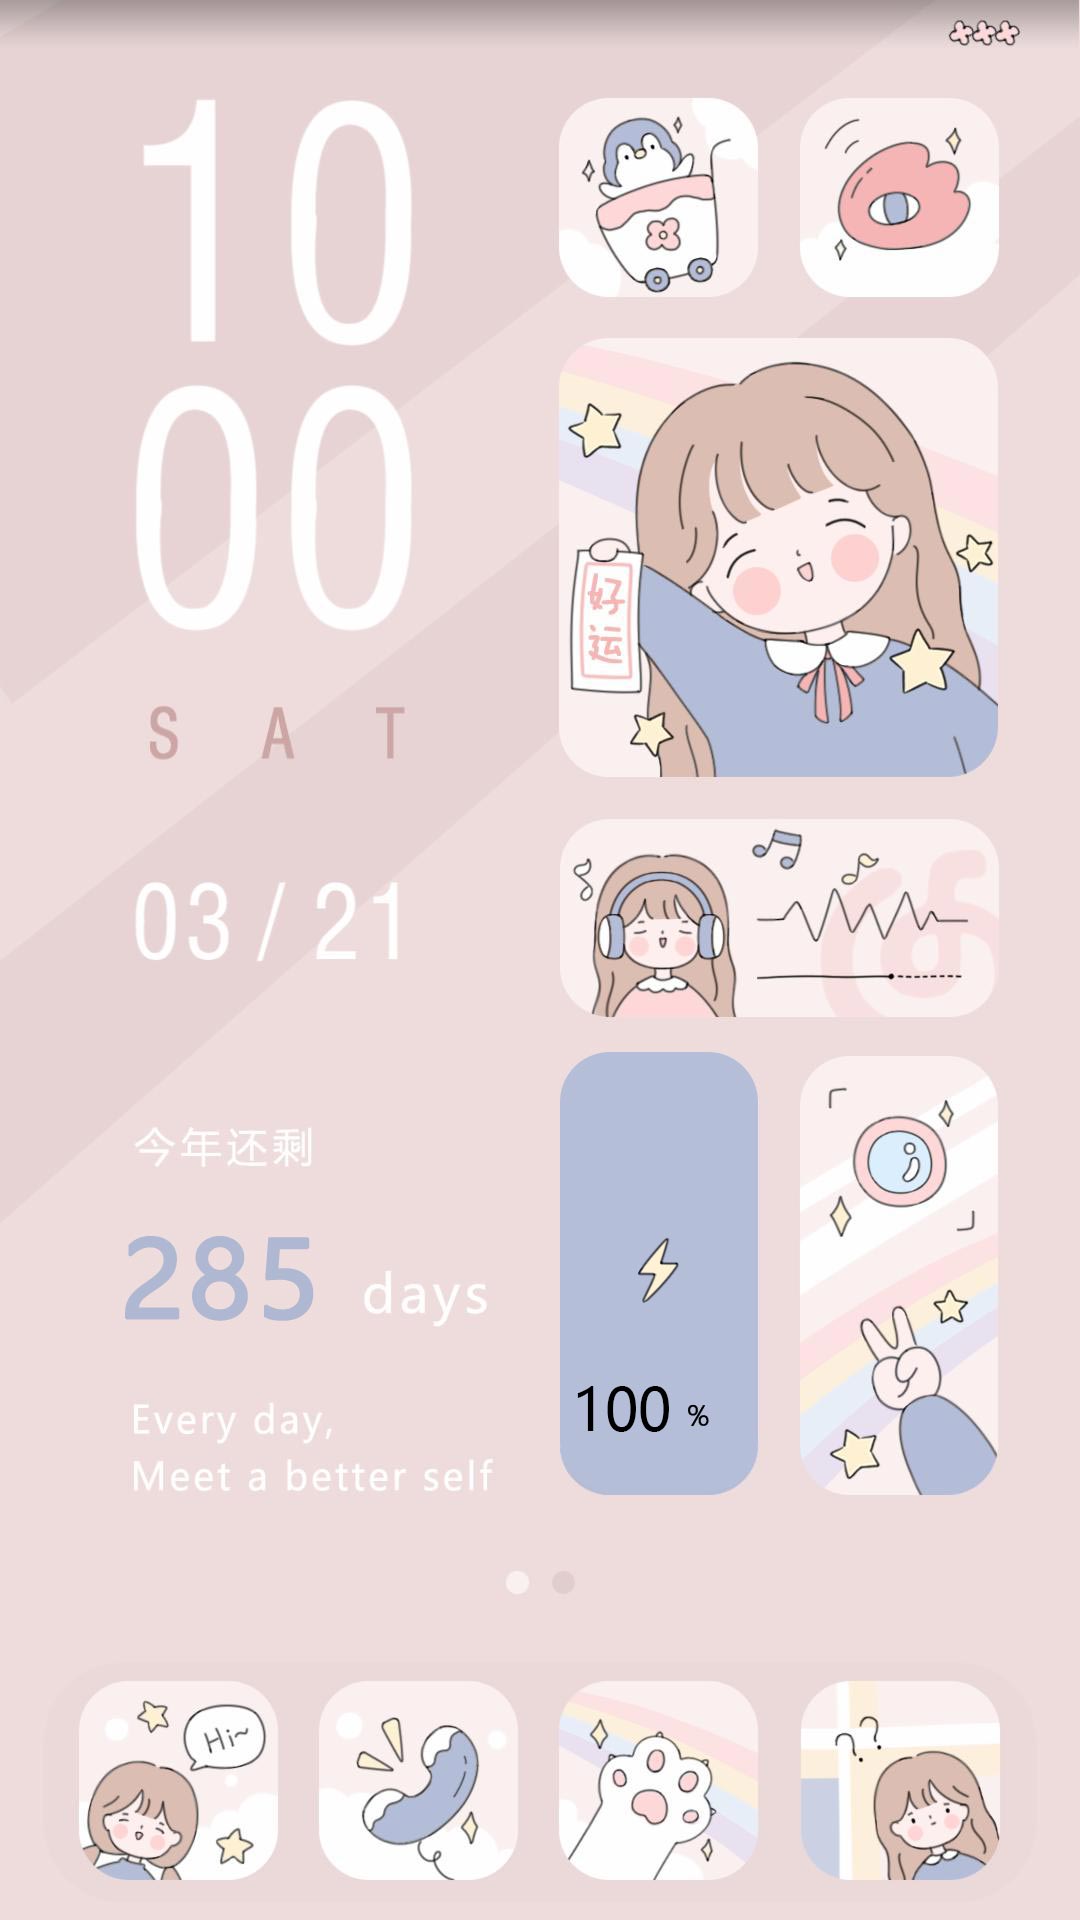 10
00
SAT
03/21
今年还剩
285 days
Every day,
Meet a better self
好
运
100 %
Hi~
??